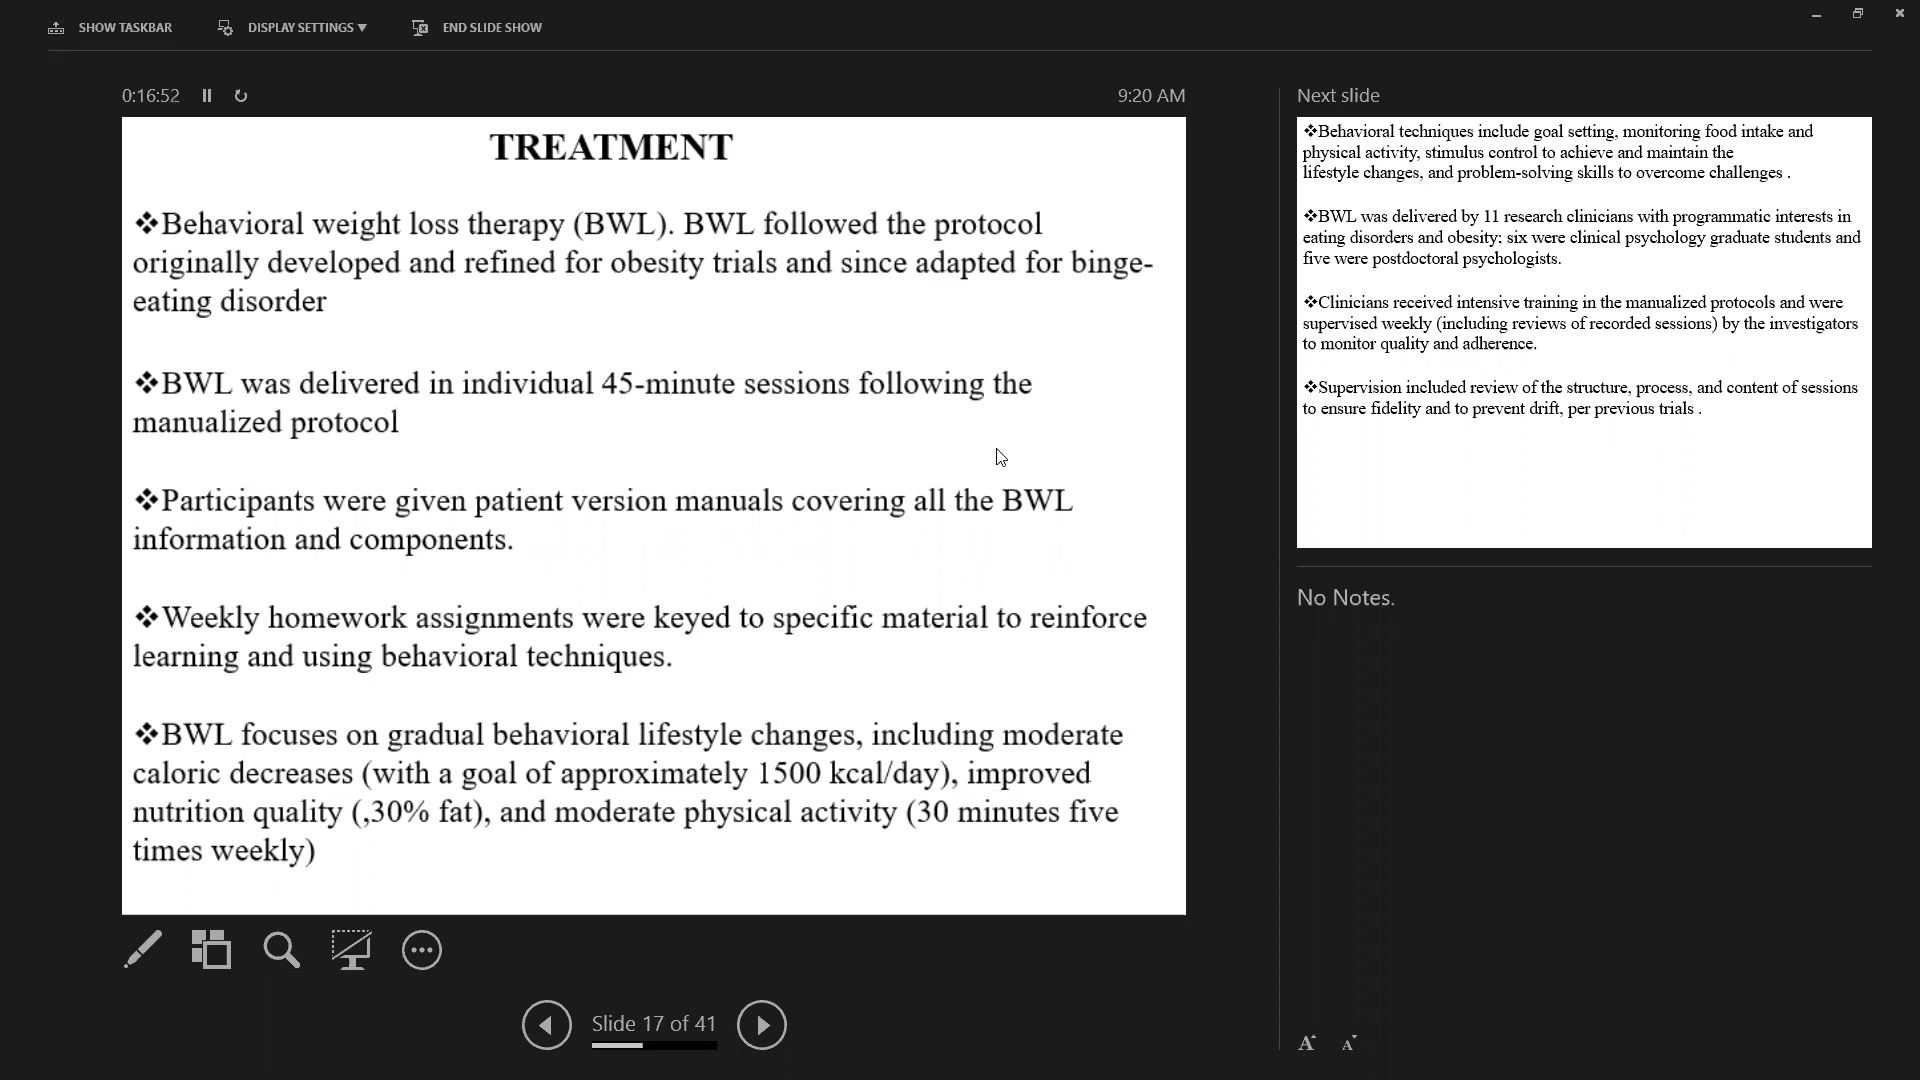 SHOW TASKBAR
DISPLAY SETTINGS ▼
END SLIDE SHOW
0:16:52
9:20 AM
TREATMENT
❖Behavioral weight loss therapy (BWL). BWL followed the protocol
originally developed and refined for obesity trials and since adapted for binge-
eating disorder
❖BWL was delivered in individual 45-minute sessions following the
manualized protocol
❖Participants were given patient version manuals covering all the BWL
information and components.
❖Weekly homework assignments were keyed to specific material to reinforce
learning and using behavioral techniques.
❖BWL focuses on gradual behavioral lifestyle changes, including moderate
caloric decreases (with a goal of approximately 1500 kcal/day), improved
nutrition quality (,30% fat), and moderate physical activity (30 minutes five
times weekly)
Slide 17 of 41
Next slide
❖Behavioral techniques include goal setting, monitoring food intake and
physical activity, stimulus control to achieve and maintain the
lifestyle changes, and problem-solving skills to overcome challenges .
❖BWL was delivered by 11 research clinicians with programmatic interests in
eating disorders and obesity; six were clinical psychology graduate students and
five were postdoctoral psychologists.
❖Clinicians received intensive training in the manualized protocols and were
supervised weekly (including reviews of recorded sessions) by the investigators
to monitor quality and adherence.
❖Supervision included review of the structure, process, and content of sessions
to ensure fidelity and to prevent drift, per previous trials .
No Notes.
A A